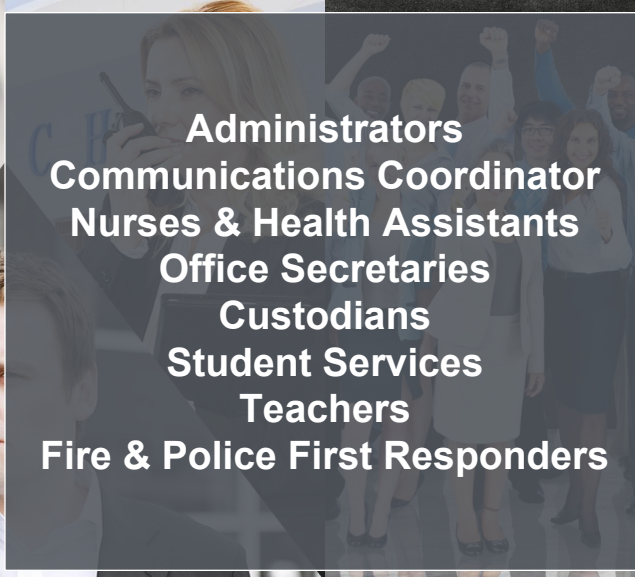 Administrators
Communications Coordinator
Nurses & Health Assistants
Office Secretaries
Custodians
Student Services
Teachers
Fire & Police First Responders